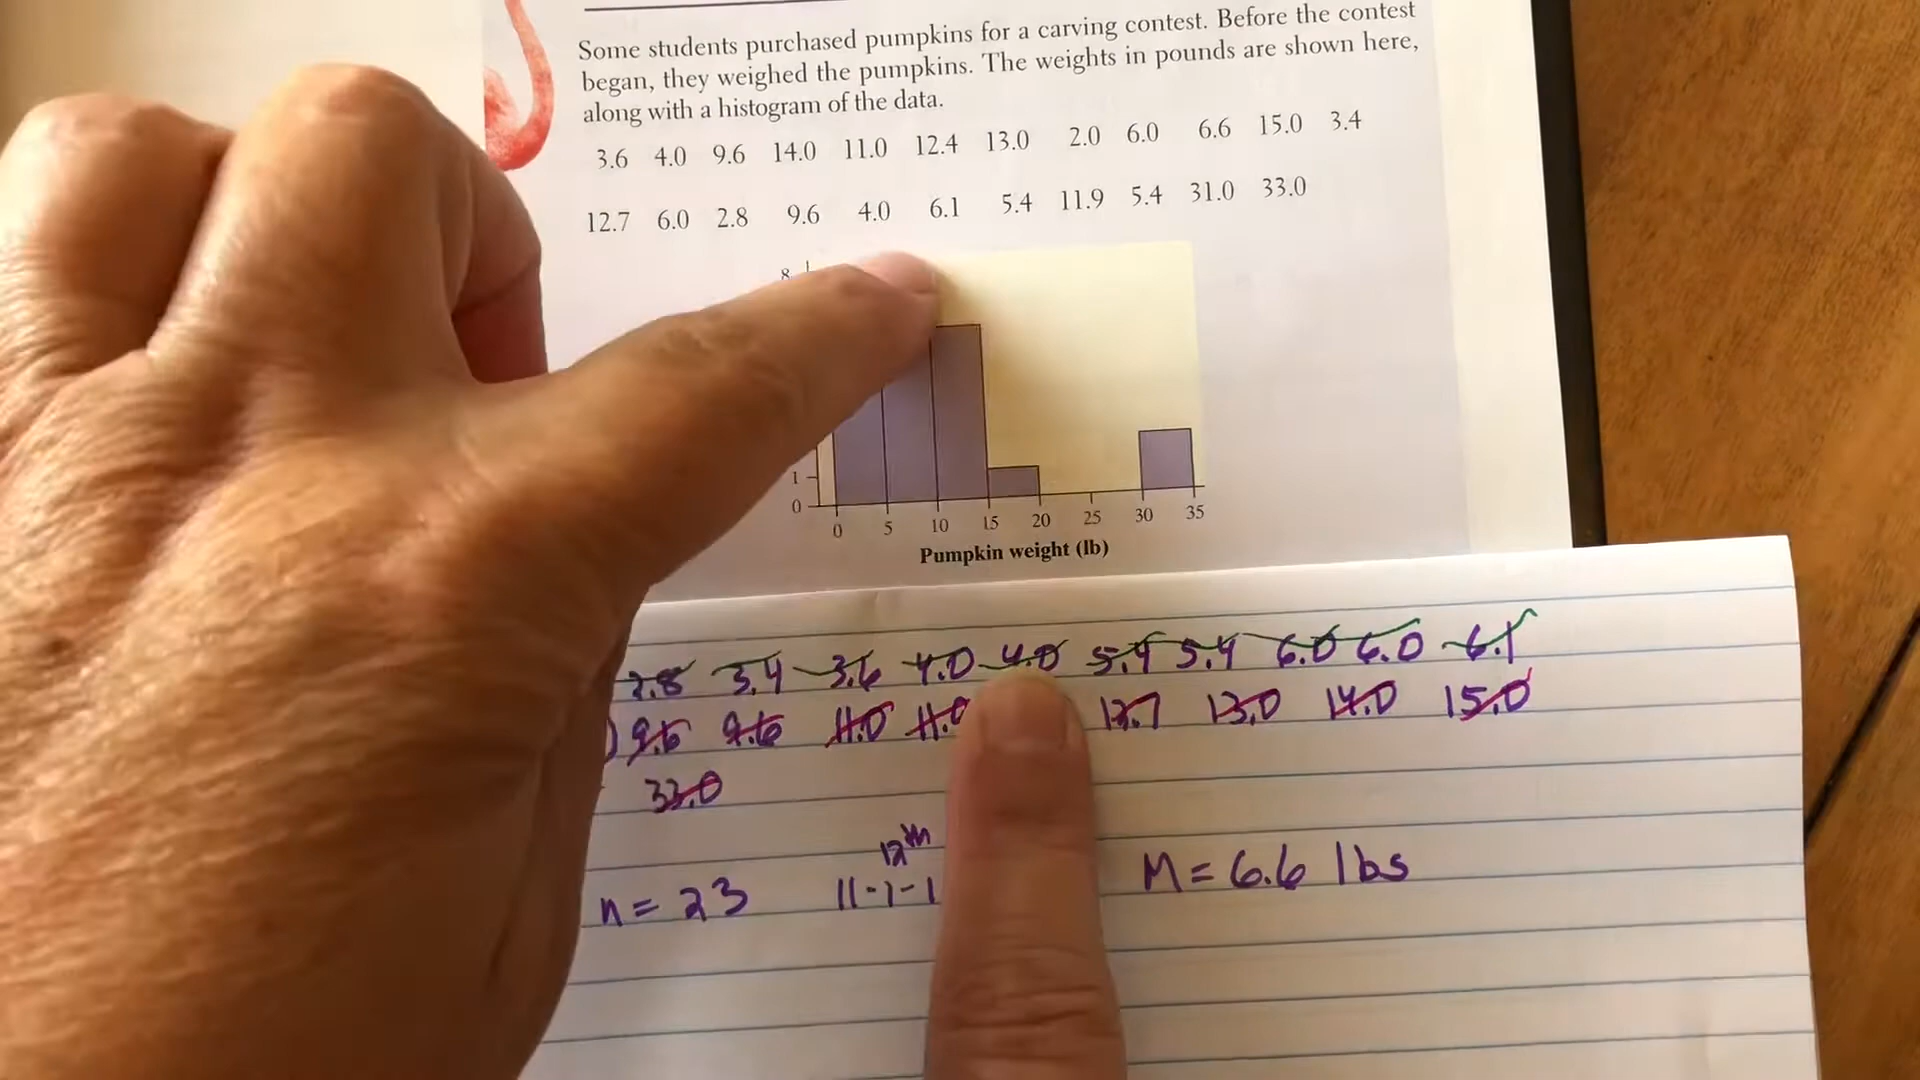 Some students purchased pumpkins for a carving contest. Before the contest
began, they weighed the pumpkins. The weights in pounds are shown here,
along with a histogram of the data.
3.6 4.0 9.6 14.0 11.0 12.4 13.0 2.0 6.0 6.6 15.0 3.4
12.7 6.0 2.8 9.6 4.0 6.1 5.4 11.9 5.4 31.0 33.0
8
1
0
0 5 10 15 20 25 30 35
Pumpkin weight (lb)
2.8 3.4 3.6 4.0 4.0 5.4 5.4 6.0 6.0 6.1
9.6 9.6 11.0 11.9 12.7 13.0 14.0 15.0
33.0
12th
n = 23 11-1-1 M = 6.6 lbs